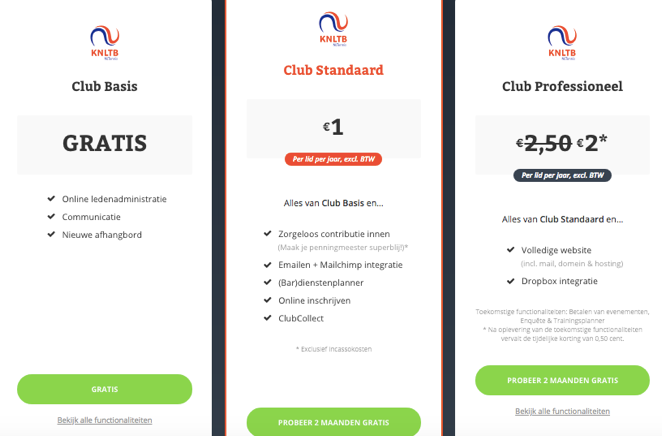 KNLTB
Club Basis
GRATIS
Online ledenadministratie
Communicatie
Nieuwe afhangbord
GRATIS
Bekijk alle functionaliteiten
KNLTB
Club Standaard
€1
Per lid per jaar, excl. BTW
Alles van Club Basis en...
Zorgeloos contributie innen
(Maak je penningmeester superblij!)*
Emailen + Mailchimp integratie
(Bar)dienstenplanner
Online inschrijven
ClubCollect
* Exclusief incassokosten
PROBEER 2 MAANDEN GRATIS
KNLTB
Club Professioneel
€2,50 €2*
Per lid per jaar, excl. BTW
Alles van Club Standaard en...
Volledige website
(incl. mail, domein & hosting)
Dropbox integratie
Toekomstige functionaliteiten: Betalen van evenementen,
Enquête & Trainingsplanner
* Na oplevering van de toekomstige functionaliteiten
vervalt de tijdelijke korting van 0,50 cent.
PROBEER 2 MAANDEN GRATIS
Bekijk alle functionaliteiten